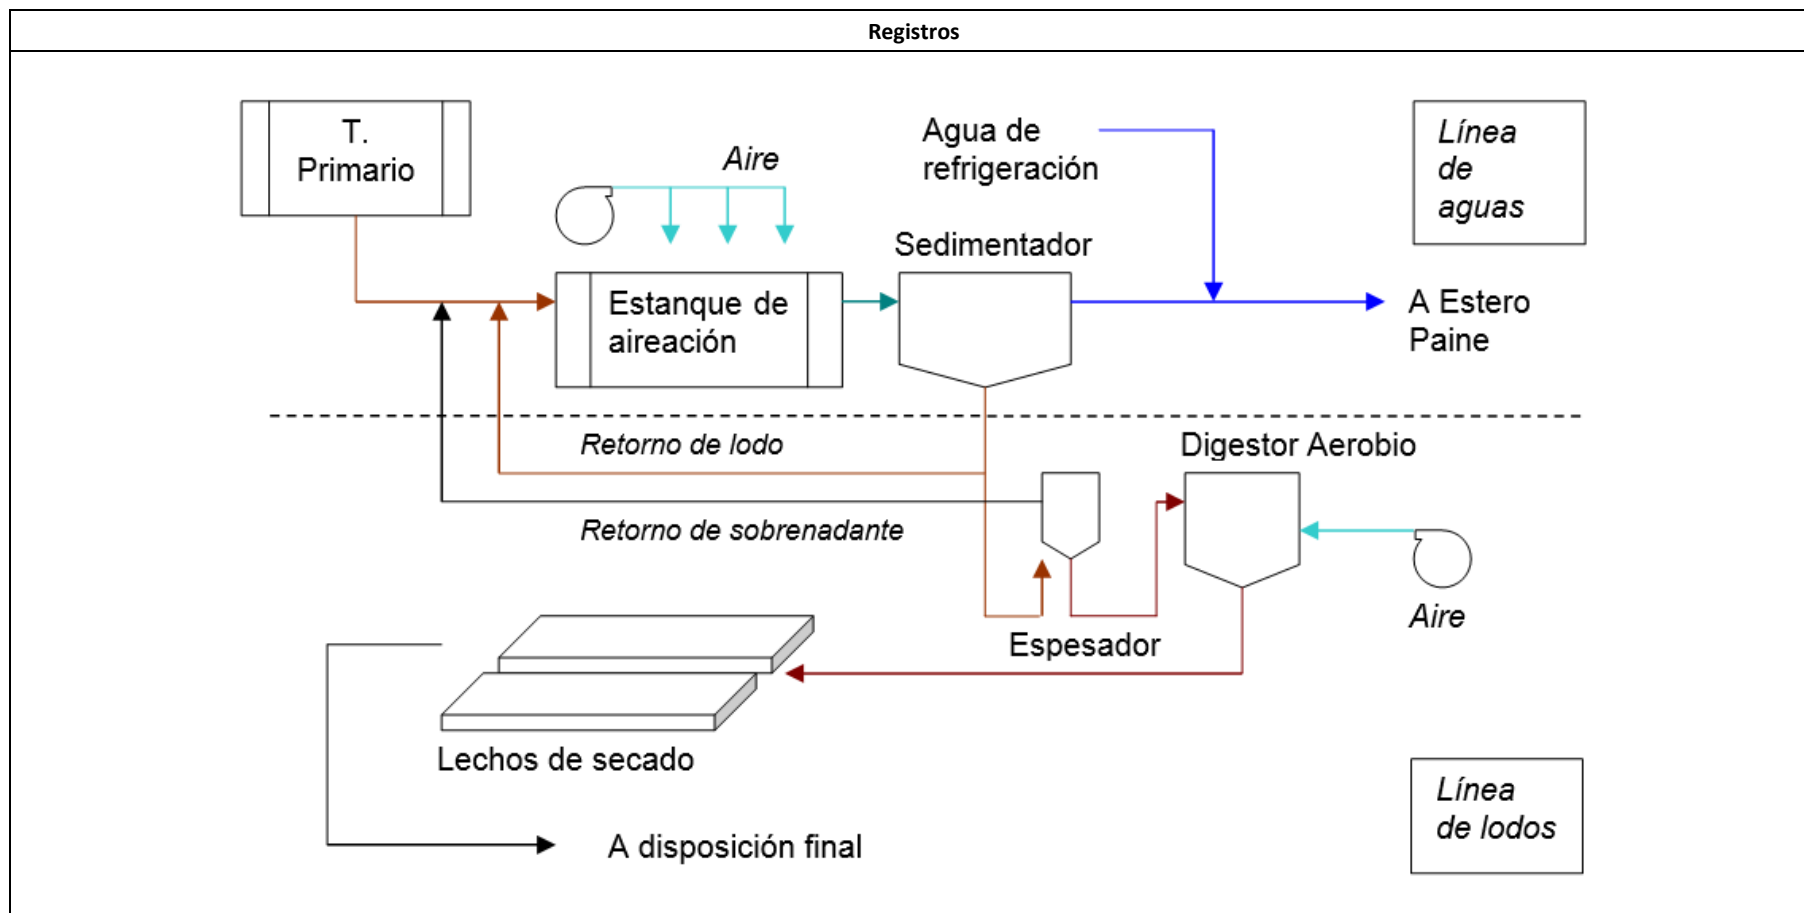 Registros
T.
Primario
Aire
Agua de
refrigeración
Línea
de
aguas
Sedimentador
Estanque de
aireación
A Estero
Paine
Retorno de lodo
Digestor Aerobio
Retorno de sobrenadante
Aire
Espesador
Lechos de secado
Línea
de lodos
A disposición final